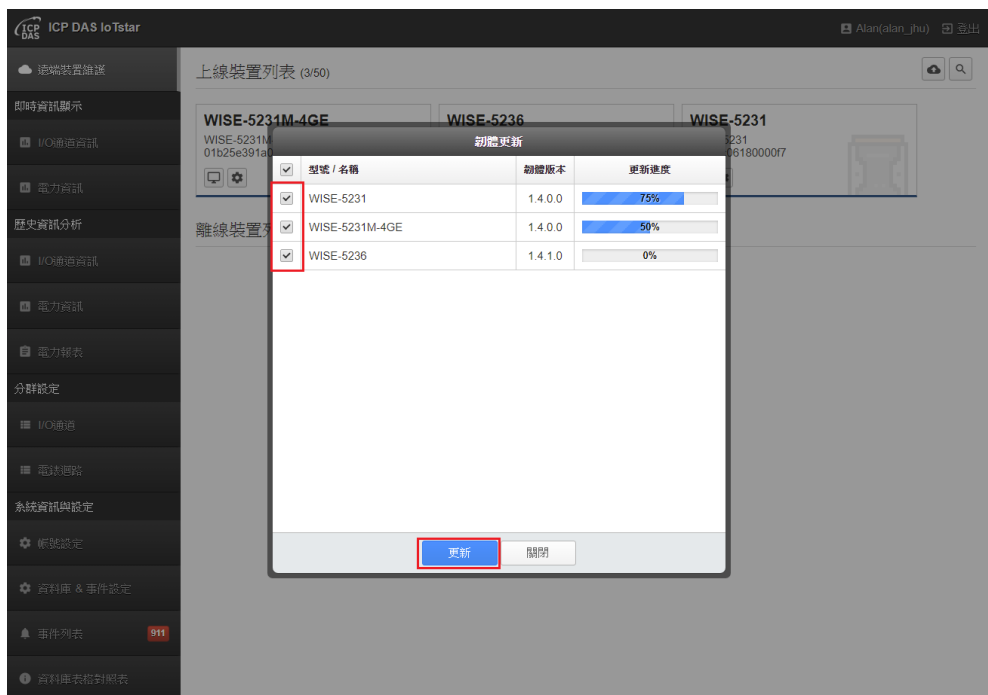 ICP DAS
ICP DAS IoTstar
Alan(alan_jhu) 登出
遠端裝置維護
即時資訊顯示
I/O通道資訊
電力資訊
歷史資訊分析
I/O通道資訊
電力資訊
電力報表
分群設定
I/O通道
電錶迴路
系統資訊與設定
帳號設定
資料庫 & 事件設定
事件列表 911
資料庫表格對照表
上線裝置列表 (3/50)
WISE-5231M-4GE WISE-5236 WISE-5231
WISE-5231M 5231
01b25e391a0 06180000f7
離線裝置列
韌體更新
型號 / 名稱 韌體版本 更新進度
WISE-5231 1.4.0.0 75%
WISE-5231M-4GE 1.4.0.0 50%
WISE-5236 1.4.1.0 0%
更新 關閉